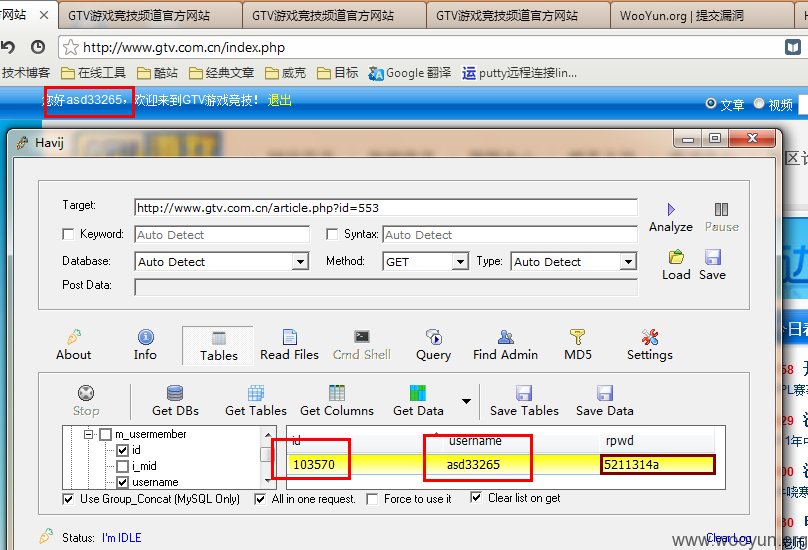 网站
GTV游戏竞技频道官方网站
GTV游戏竞技频道官方网站
GTV游戏竞技频道官方网站
WooYun.org | 提交漏洞
http://www.gtv.com.cn/index.php
技术博客 在线工具 酷站 经典文章 威克 目标 Google 翻译 putty远程连接lin...
您好asd33265，欢迎来到GTV游戏竞技！ 退出
文章 视频
Havij
Target: http://www.gtv.com.cn/article.php?id=553
Analyze Pause
Keyword: Auto Detect Syntax: Auto Detect
Database: Auto Detect Method: GET Type: Auto Detect
Load Save
Post Data:
About Info Tables Read Files Cmd Shell Query Find Admin MD5 Settings
Stop Get DBs Get Tables Get Columns Get Data Save Tables Save Data
m_usermember
id
i_mid
username
id username rpwd
103570 asd33265 5211314a
Use Group_Concat (MySQL Only) All in one request. Force to use it Clear list on get
Status: I'm IDLE
Clear Log
www.wooyun.org